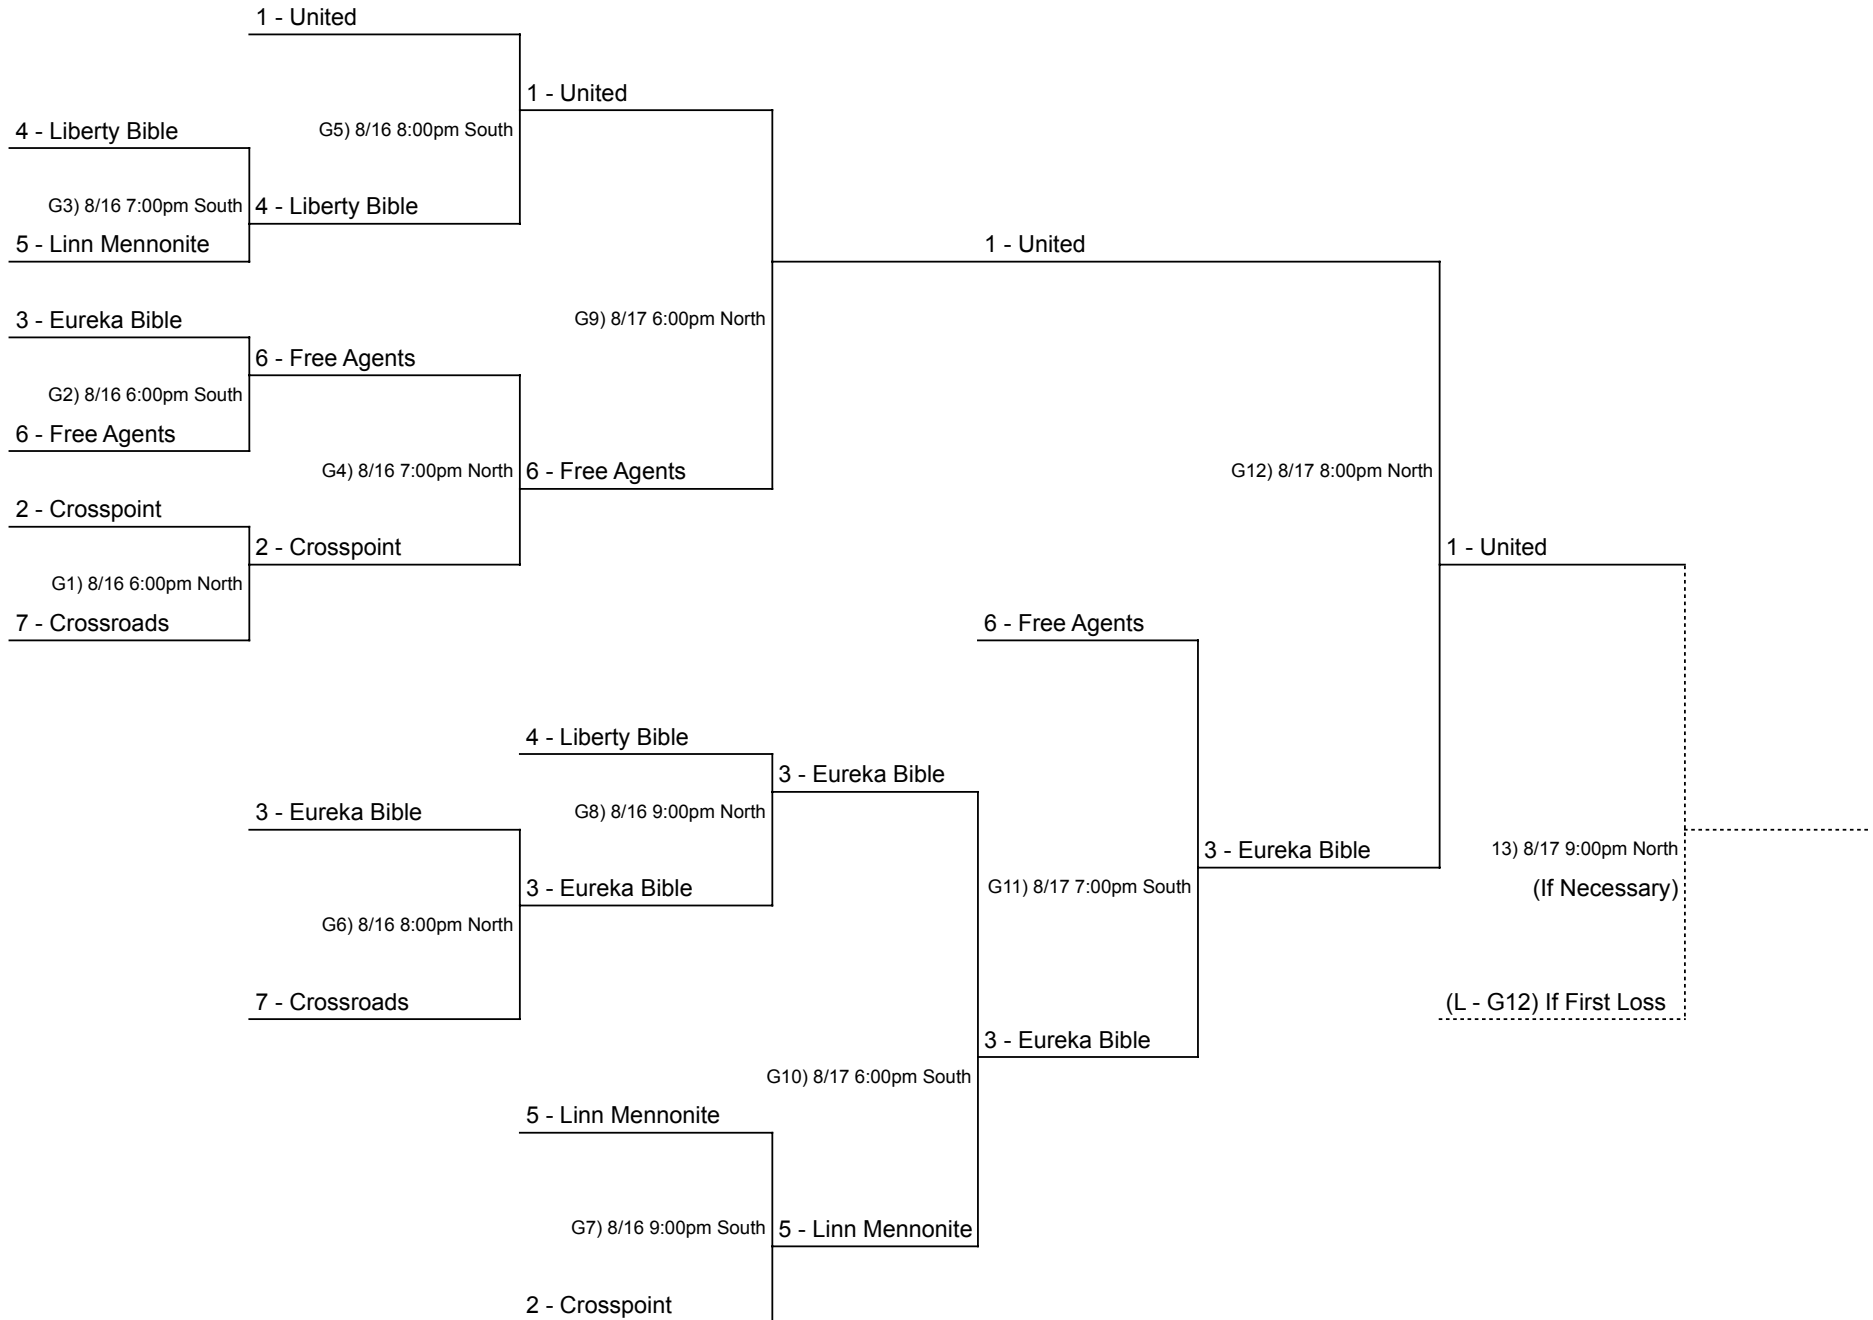 1 - United
1 - United
G5) 8/16 8:00pm South
4 - Liberty Bible
G3) 8/16 7:00pm South
4 - Liberty Bible
5 - Linn Mennonite
1 - United
3 - Eureka Bible
G9) 8/17 6:00pm North
6 - Free Agents
G2) 8/16 6:00pm South
6 - Free Agents
G4) 8/16 7:00pm North
6 - Free Agents
G12) 8/17 8:00pm North
2 - Crosspoint
2 - Crosspoint
1 - United
G1) 8/16 6:00pm North
7 - Crossroads
6 - Free Agents
4 - Liberty Bible
3 - Eureka Bible
3 - Eureka Bible
G8) 8/16 9:00pm North
3 - Eureka Bible
13) 8/17 9:00pm North
3 - Eureka Bible
G11) 8/17 7:00pm South
(If Necessary)
G6) 8/16 8:00pm North
7 - Crossroads
(L - G12) If First Loss
3 - Eureka Bible
G10) 8/17 6:00pm South
5 - Linn Mennonite
G7) 8/16 9:00pm South
5 - Linn Mennonite
2 - Crosspoint